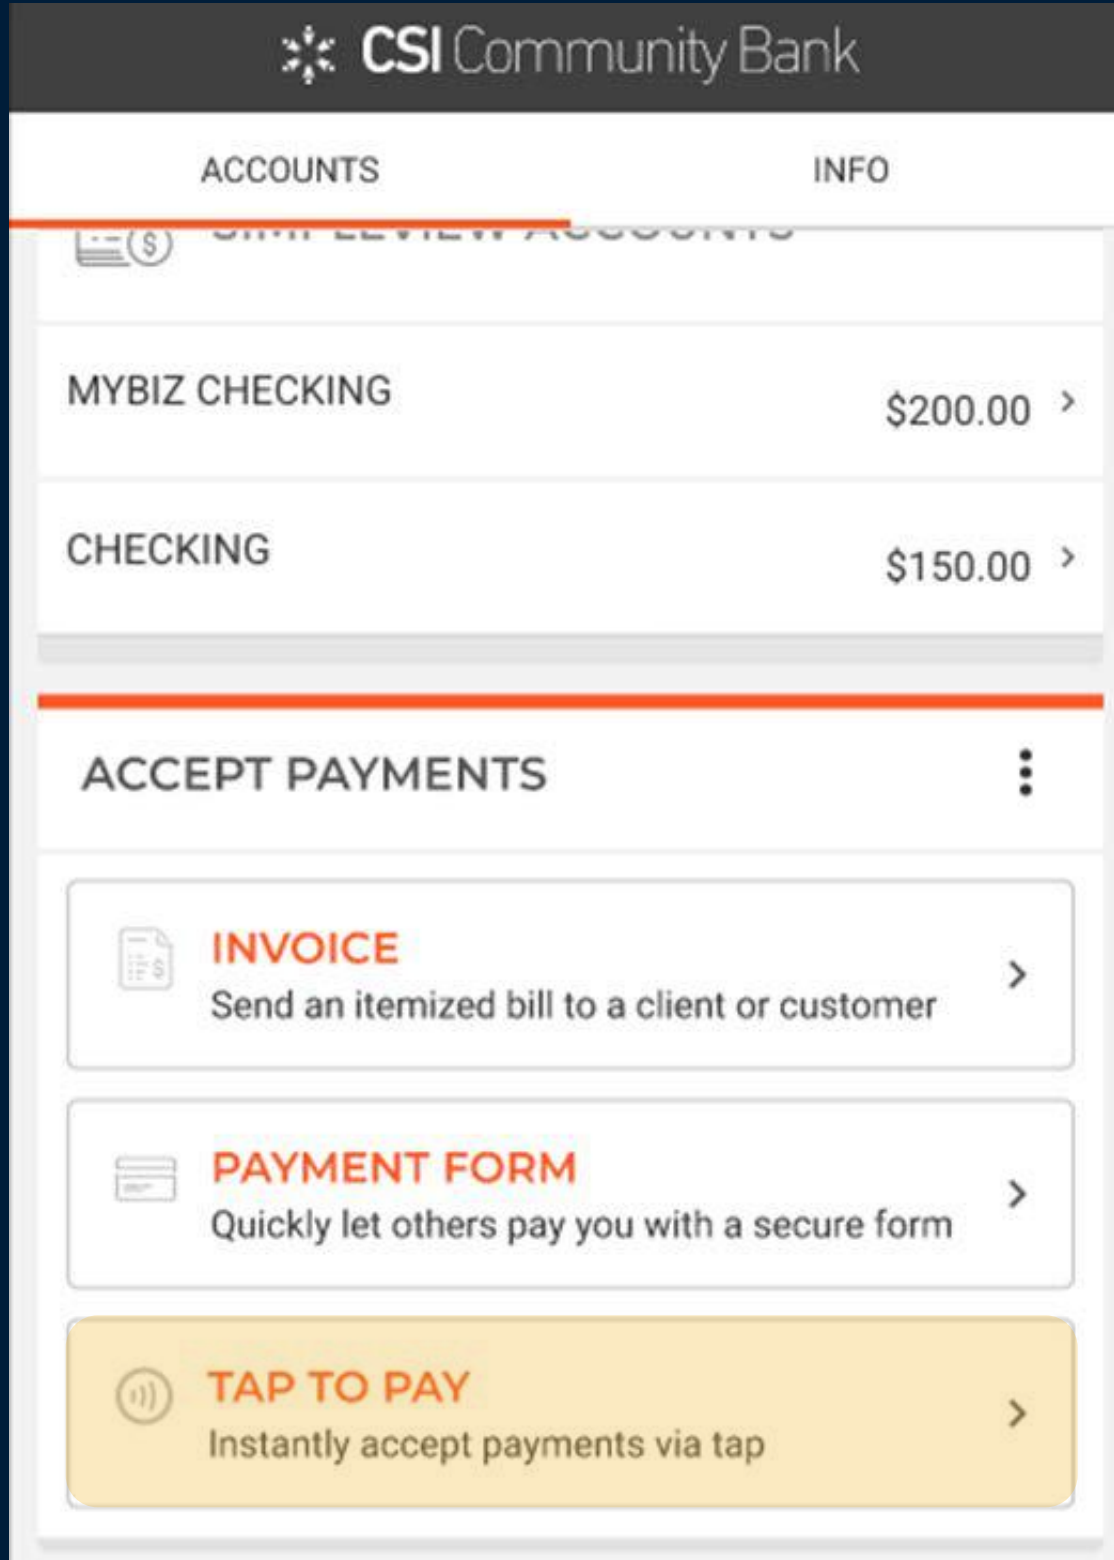 CSI Community Bank
ACCOUNTS
INFO
SIMPLEVIEW ACCOUNTS
MYBIZ CHECKING
$200.00
CHECKING
$150.00
ACCEPT PAYMENTS
INVOICE
Send an itemized bill to a client or customer
PAYMENT FORM
Quickly let others pay you with a secure form
TAP TO PAY
Instantly accept payments via tap